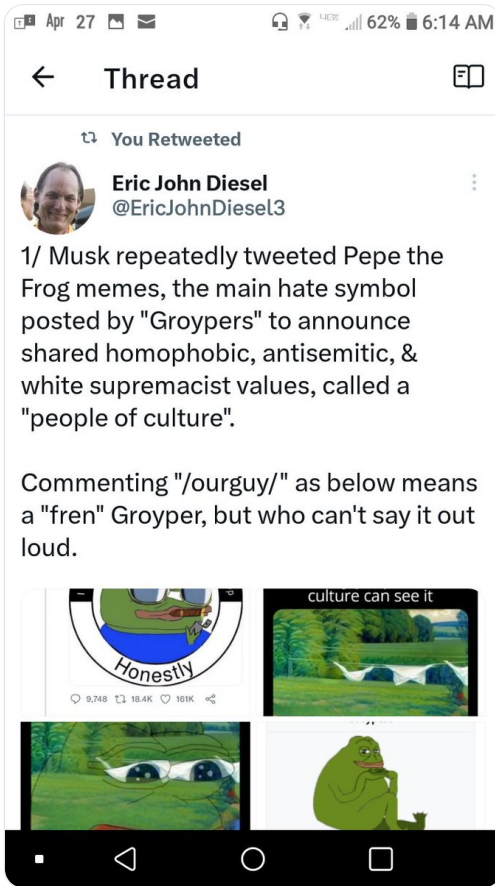 Apr 27
62% 6:14 AM
Thread
You Retweeted
Eric John Diesel
@EricJohnDiesel3
1/ Musk repeatedly tweeted Pepe the
Frog memes, the main hate symbol
posted by "Groypers" to announce
shared homophobic, antisemitic, &
white supremacist values, called a
"people of culture".
Commenting "/ourguy/" as below means
a "fren" Groyper, but who can't say it out
loud.
Honestly
9,748 18.4K 161K
culture can see it